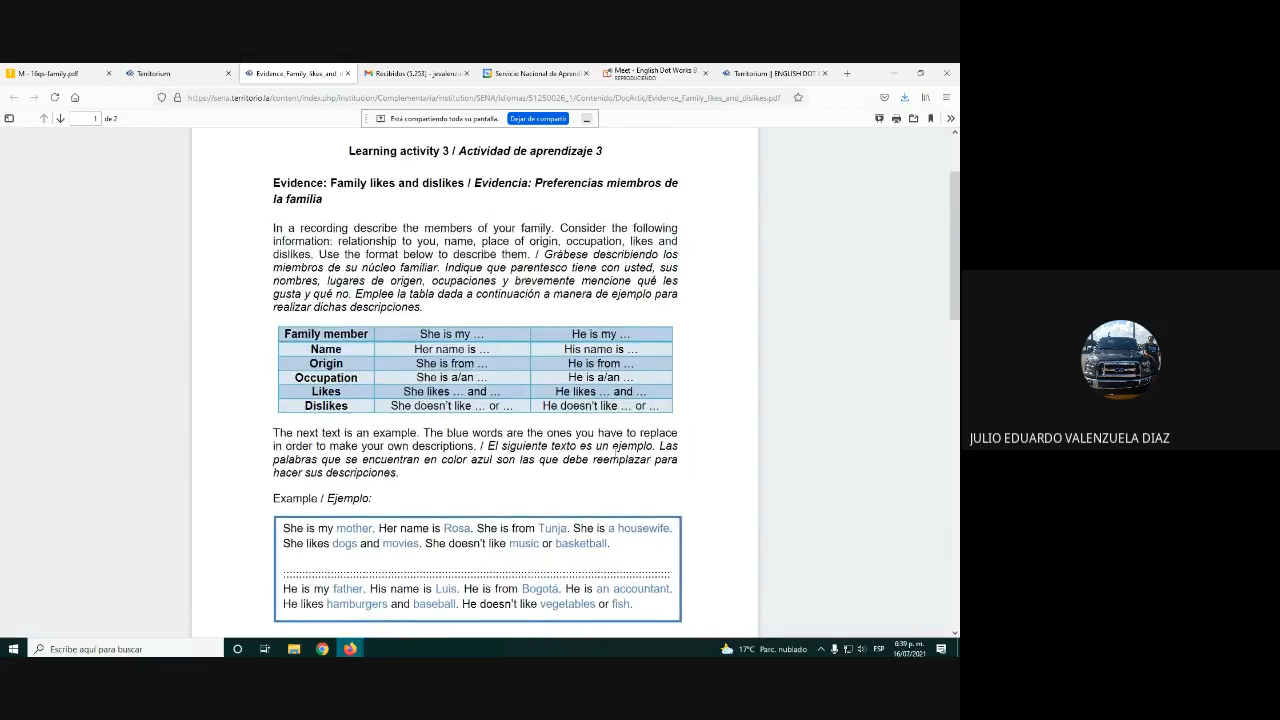 M - 16qs-family.pdf
Territorium
Evidence_Family_likes_and_d
Recibidos (5.253) - jevalenzu
Servicio Nacional de Aprendi
Meet - English Dot Works B
REPRODUCIENDO
Territorium || ENGLISH DOT V
https://sena.territorio.la/content/index.php/institucion/Complementaria/institution/SENA/Idiomas/51250026_1/Contenido/DocArtic/Evidence_Family_likes_and_dislikes.pdf
1 de 2
Está compartiendo toda su pantalla.
Dejar de compartir
Learning activity 3 / Actividad de aprendizaje 3
Evidence: Family likes and dislikes / Evidencia: Preferencias miembros de
la familia
In a recording describe the members of your family. Consider the following
information: relationship to you, name, place of origin, occupation, likes and
dislikes. Use the format below to describe them. / Grábese describiendo los
miembros de su núcleo familiar. Indique que parentesco tiene con usted, sus
nombres, lugares de origen, ocupaciones y brevemente mencione qué les
gusta y qué no. Emplee la tabla dada a continuación a manera de ejemplo para
realizar dichas descripciones.
Family member She is my … He is my …
Name Her name is … His name is …
Origin She is from … He is from …
Occupation She is a/an … He is a/an …
Likes She likes … and … He likes … and …
Dislikes She doesn’t like … or … He doesn’t like … or …
The next text is an example. The blue words are the ones you have to replace
in order to make your own descriptions. / El siguiente texto es un ejemplo. Las
palabras que se encuentran en color azul son las que debe reemplazar para
hacer sus descripciones.
Example / Ejemplo:
She is my mother. Her name is Rosa. She is from Tunja. She is a housewife.
She likes dogs and movies. She doesn’t like music or basketball.
He is my father. His name is Luis. He is from Bogotá. He is an accountant.
He likes hamburgers and baseball. He doesn’t like vegetables or fish.
JULIO EDUARDO VALENZUELA DIAZ
Escribe aquí para buscar
17°C Parc. nublado
ESP
6:39 p. m.
16/07/2021